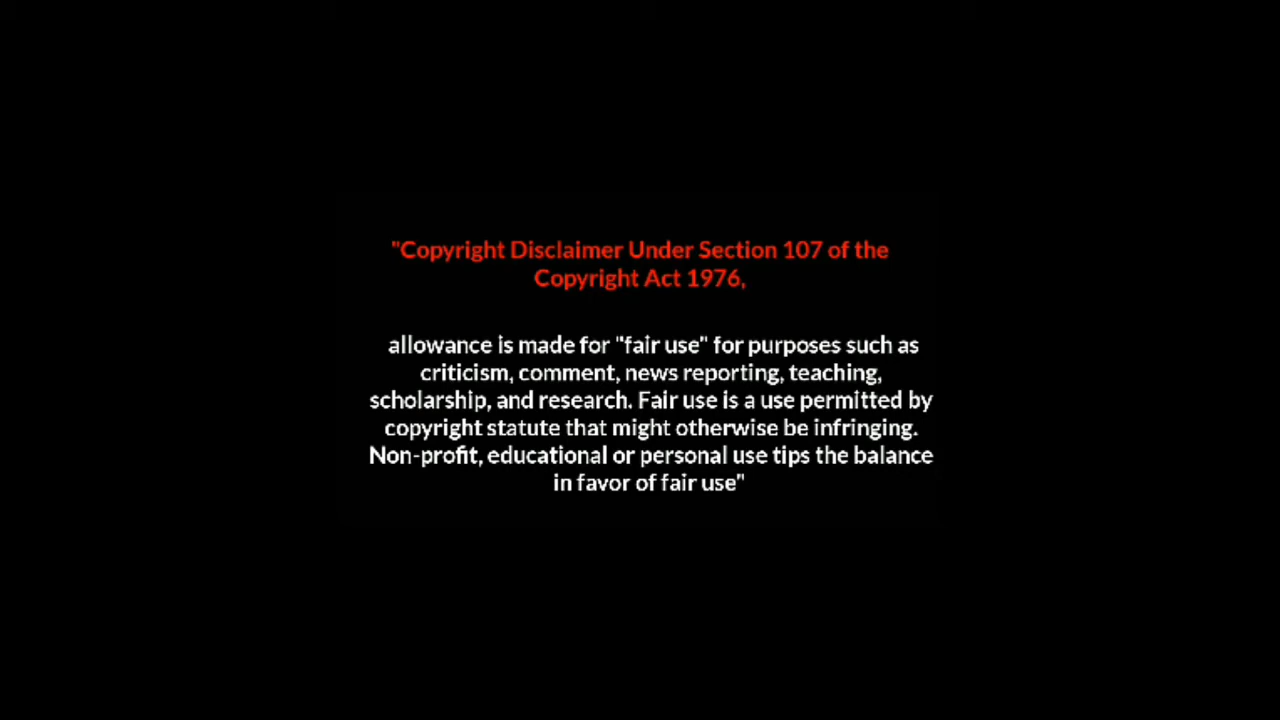 "Copyright Disclaimer Under Section 107 of the
Copyright Act 1976,
allowance is made for "fair use" for purposes such as
criticism, comment, news reporting, teaching,
scholarship, and research. Fair use is a use permitted by
copyright statute that might otherwise be infringing.
Non-profit, educational or personal use tips the balance
in favor of fair use"